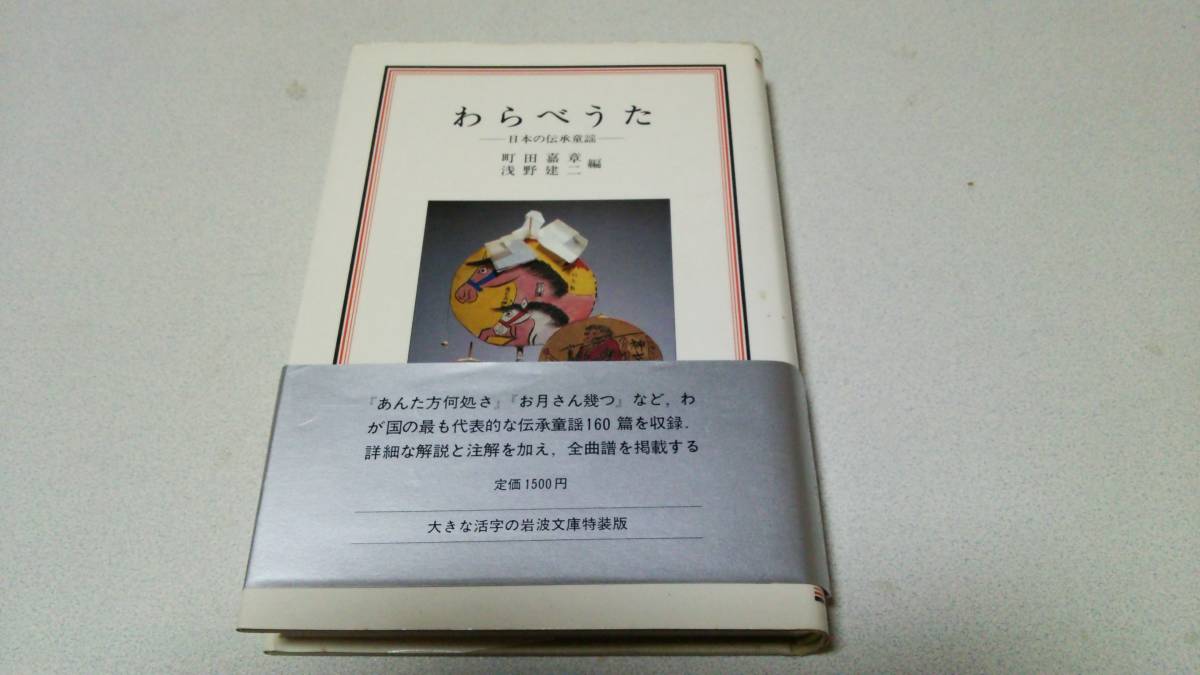 わらべうた
―日本の伝承童謡―
町田嘉章
浅野建二
編
『あんた方何処さ』『お月さん幾つ』など，わ
が国の最も代表的な伝承童謡160篇を収録．
詳細な解説と注解を加え，全曲譜を掲載する
定価1500円
大きな活字の岩波文庫特装版